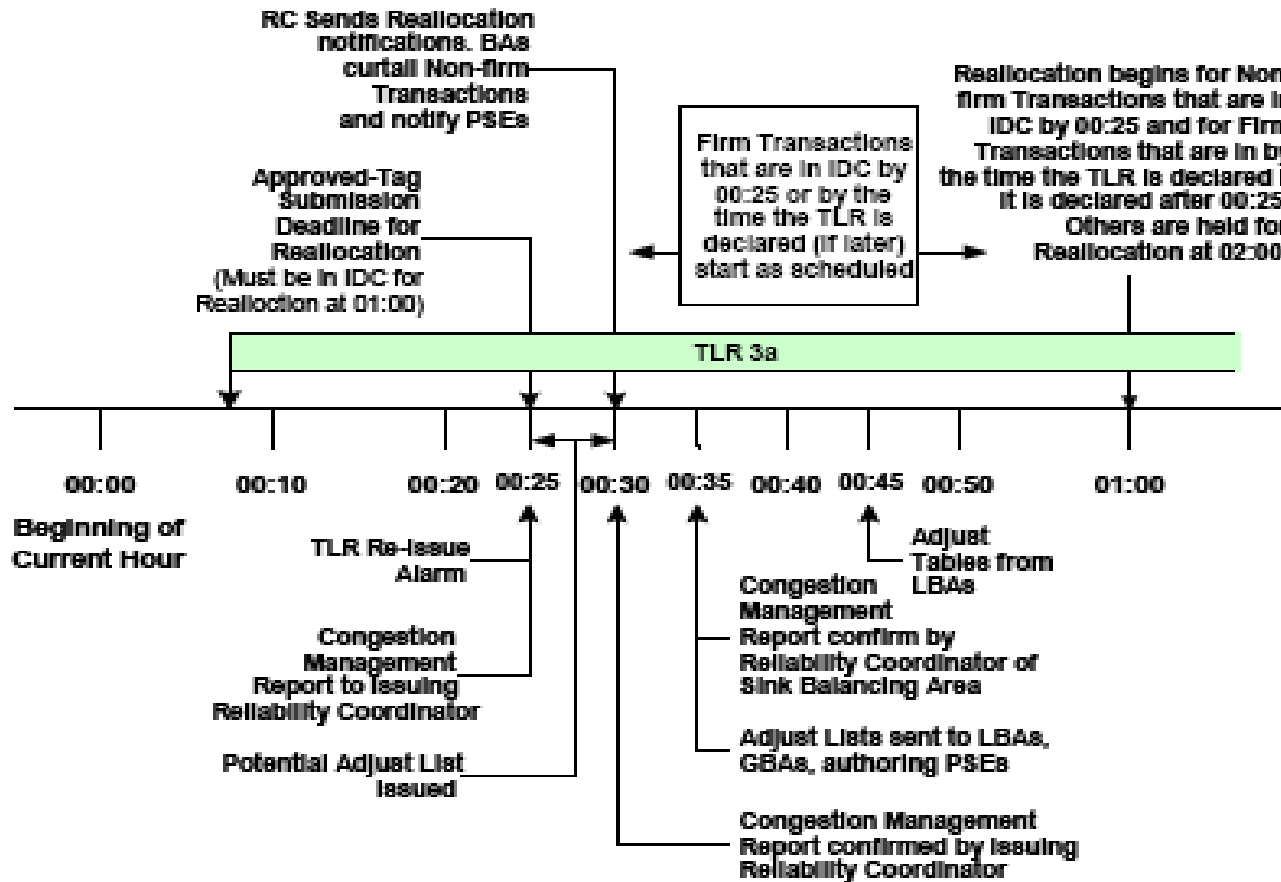 RC Sends Reallocation
notifications. BAs
curtail Non-firm
Transactions
and notify PSEs
Approved-Tag
Submission
Deadline for
Reallocation
(Must be in IDC for
Realloction at 01:00)
Firm Transactions
that are in IDC by
00:25 or by the
time the TLR is
declared (if later)
start as scheduled
Reallocation begins for Non-
firm Transactions that are in
IDC by 00:25 and for Firm
Transactions that are in by
the time the TLR is declared
it is declared after 00:25
Others are held for
Reallocation at 02:00
TLR 3a
00:00
00:10
00:20
00:25
00:30
00:35
00:40
00:45
00:50
01:00
Beginning of
Current Hour
TLR Re-Issue
Alarm
Congestion
Management
Report to Issuing
Reliability Coordinator
Potential Adjust List
Issued
Adjust
Tables from
LBAs
Congestion
Management
Report confirm by
Reliability Coordinator of
Sink Balancing Area
Adjust Lists sent to LBAs,
GBAs, authoring PSEs
Congestion Management
Report confirmed by Issuing
Reliability Coordinator